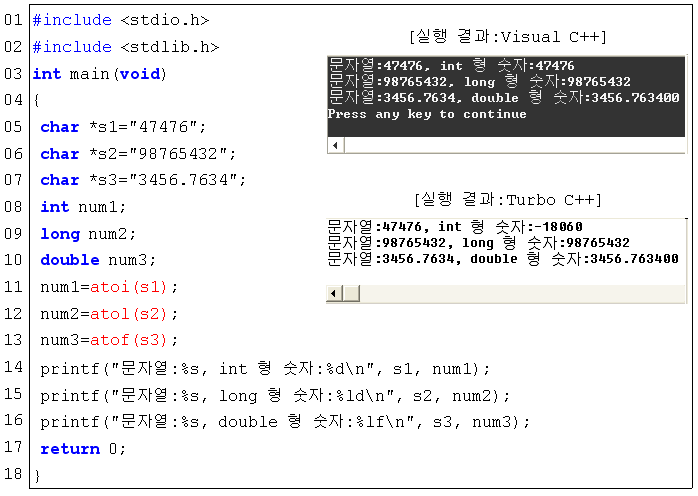 01 #include <stdio.h>
02 #include <stdlib.h>
03 int main(void)
04 {
05 char *s1="47476";
06 char *s2="98765432";
07 char *s3="3456.7634";
08 int num1;
09 long num2;
10 double num3;
11 num1=atoi(s1);
12 num2=atol(s2);
13 num3=atof(s3);
14 printf("문자열:%s, int 형 숫자:%d\n", s1, num1);
15 printf("문자열:%s, long 형 숫자:%ld\n", s2, num2);
16 printf("문자열:%s, double 형 숫자:%lf\n", s3, num3);
17 return 0;
18 }
[실행 결과:Visual C++]
문자열:47476, int 형 숫자:47476
문자열:98765432, long 형 숫자:98765432
문자열:3456.7634, double 형 숫자:3456.763400
Press any key to continue
[실행 결과:Turbo C++]
문자열:47476, int 형 숫자:-18060
문자열:98765432, long 형 숫자:98765432
문자열:3456.7634, double 형 숫자:3456.763400